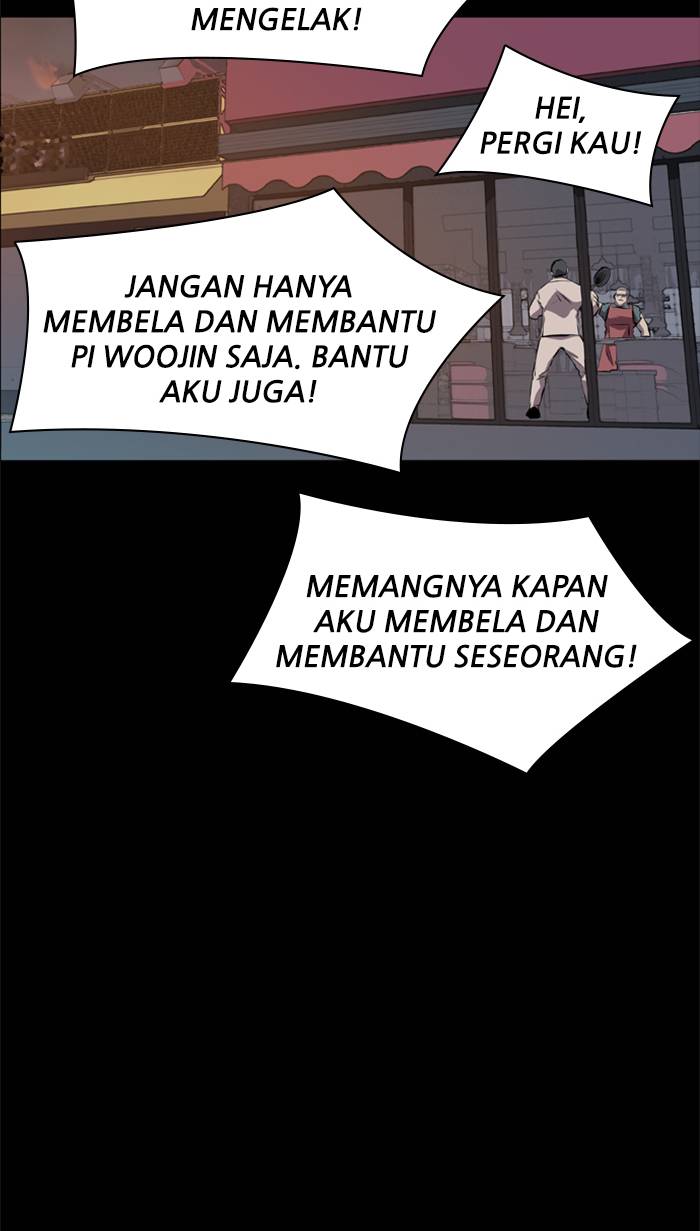 MENGELAK!
HEI,
PERGI KAU!
JANGAN HANYA
MEMBELA DAN MEMBANTU
PI WOOJIN SAJA. BANTU
AKU JUGA!
MEMANGNYA KAPAN
AKU MEMBELA DAN
MEMBANTU SESEORANG!